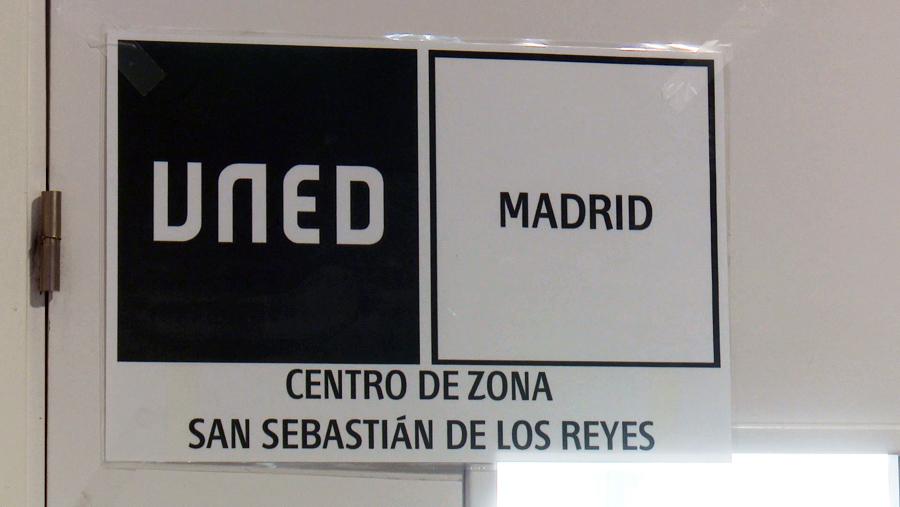 UNED
MADRID
CENTRO DE ZONA
SAN SEBASTIÁN DE LOS REYES